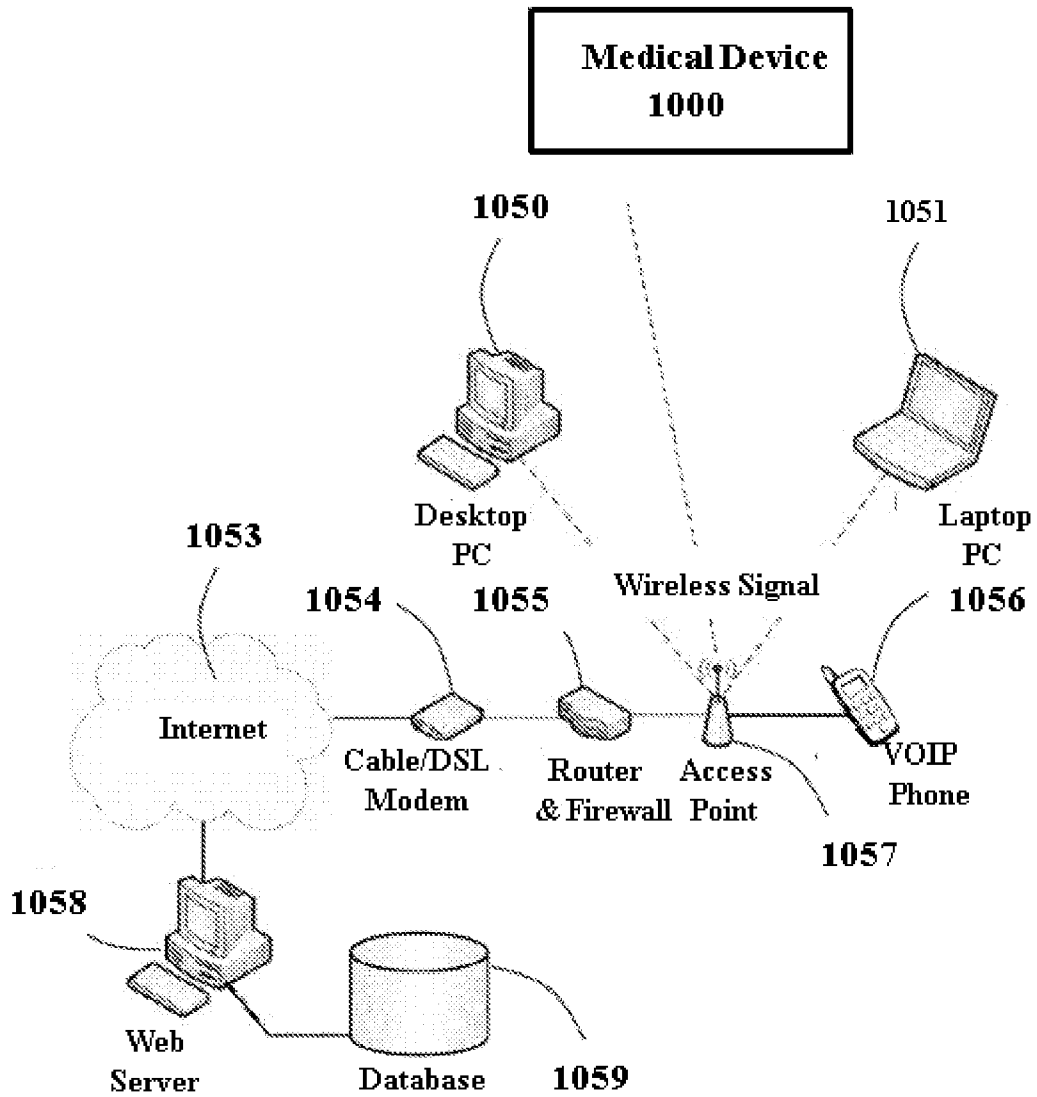 Medical Device
1000
1050
1051
Desktop
PC
Laptop
PC
1053
1054
1055
Wireless Signal
1056
Internet
Cable/DSL
Modem
Router
& Firewall
Access
Point
VOIP
Phone
1057
1058
Web
Server
Database
1059